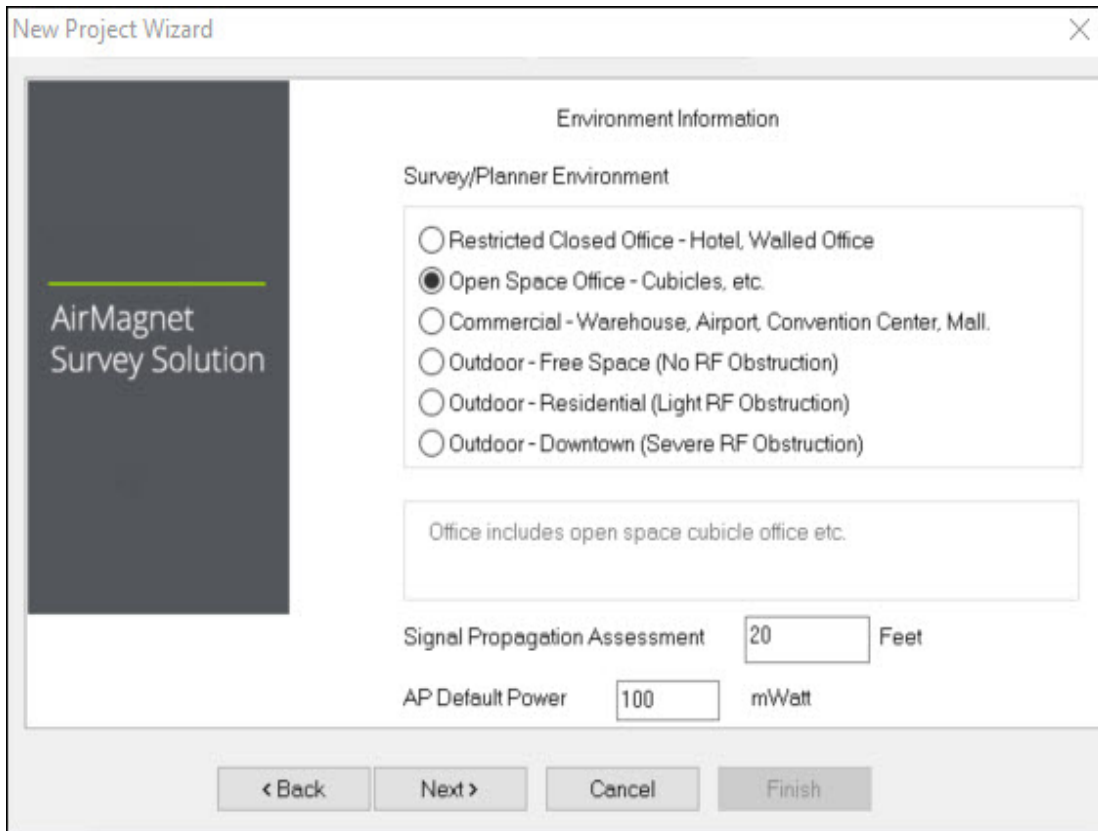 New Project Wizard
AirMagnet
Survey Solution
Environment Information
Survey/Planner Environment
Restricted Closed Office - Hotel, Walled Office
Open Space Office - Cubicles, etc.
Commercial - Warehouse, Airport, Convention Center, Mall.
Outdoor - Free Space (No RF Obstruction)
Outdoor - Residential (Light RF Obstruction)
Outdoor - Downtown (Severe RF Obstruction)
Office includes open space cubicle office etc.
Signal Propagation Assessment 20 Feet
AP Default Power 100 mWatt
< Back Next > Cancel Finish